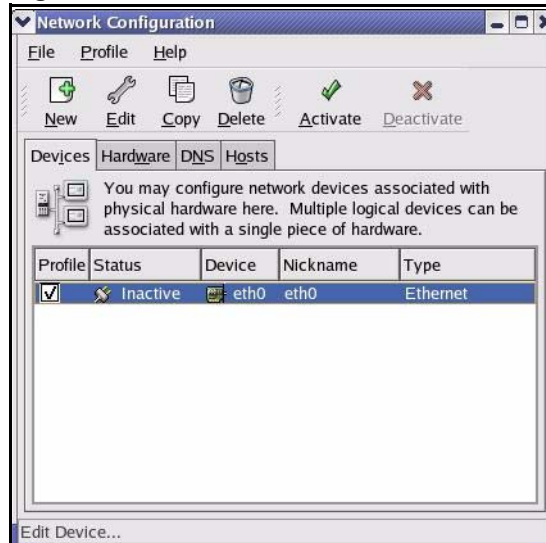 Network Configuration
File Profile Help
New Edit Copy Delete Activate Deactivate
Devices Hardware DNS Hosts
You may configure network devices associated with
physical hardware here. Multiple logical devices can be
associated with a single piece of hardware.
Profile Status Device Nickname Type
Inactive eth0 eth0 Ethernet
Edit Device...